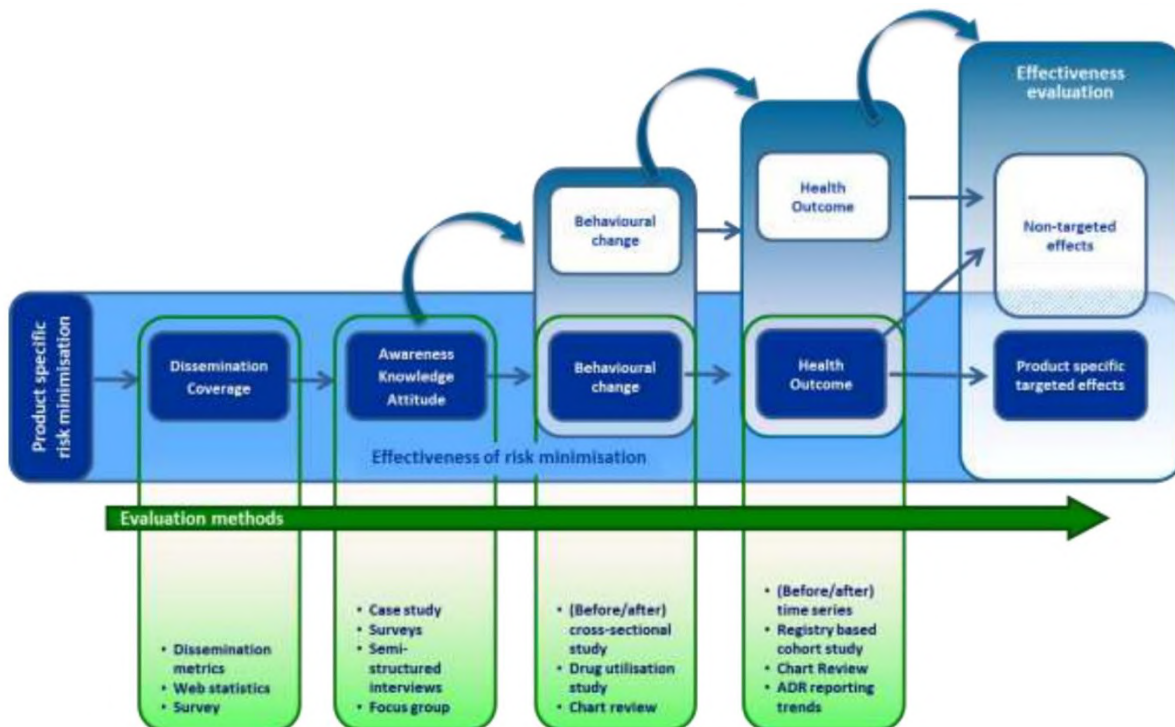 Effectiveness
evaluation
Health
Outcome
Behavioural
change
Non-targeted
effects
Product specific
risk minimisation
Dissemination
Coverage
Awareness
Knowledge
Attitude
Behavioural
change
Health
Outcome
Product specific
targeted effects
Effectiveness of risk minimisation
Evaluation methods
• Dissemination
metrics
• Web statistics
• Survey
• Case study
• Surveys
• Semi-
structured
interviews
• Focus group
• (Before/after)
cross-sectional
study
• Drug utilisation
study
• Chart review
• (Before/after)
time series
• Registry based
cohort study
• Chart Review
• ADR reporting
trends